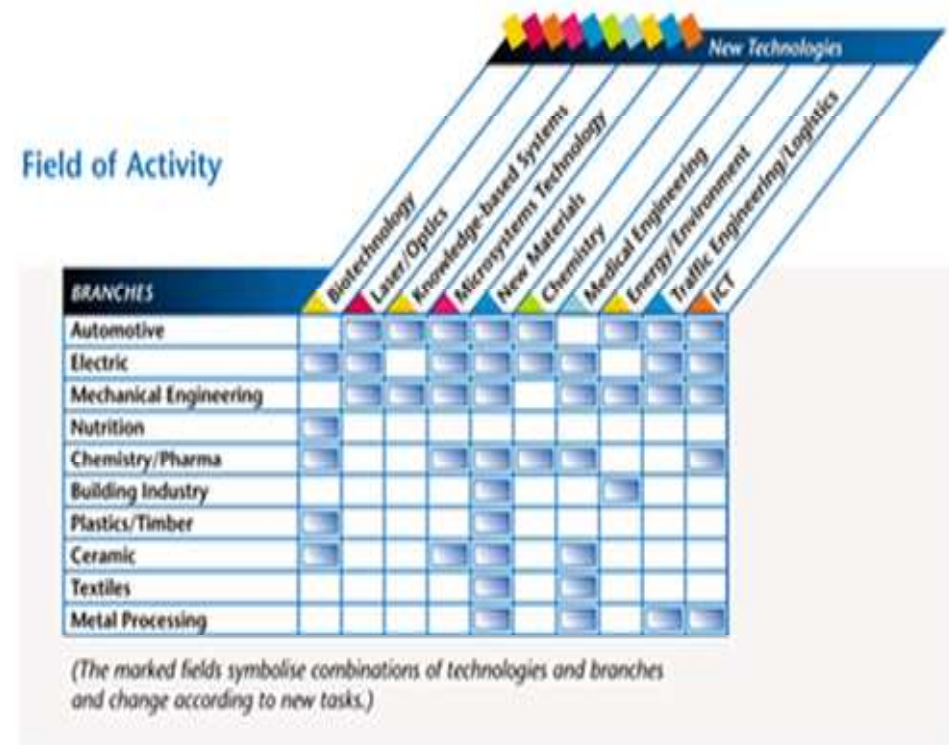 New Technologies
Field of Activity
Biotechnology
Laser/Optics
Knowledge-based Systems
Microsystems Technology
New Materials
Chemistry
Medical Engineering
Energy/Environment
Traffic Engineering/Logistics
ICT
BRANCHES
Automotive
Electric
Mechanical Engineering
Nutrition
Chemistry/Pharma
Building Industry
Plastics/Timber
Ceramic
Textiles
Metal Processing
(The marked fields symbolise combinations of technologies and branches
and change according to new tasks.)